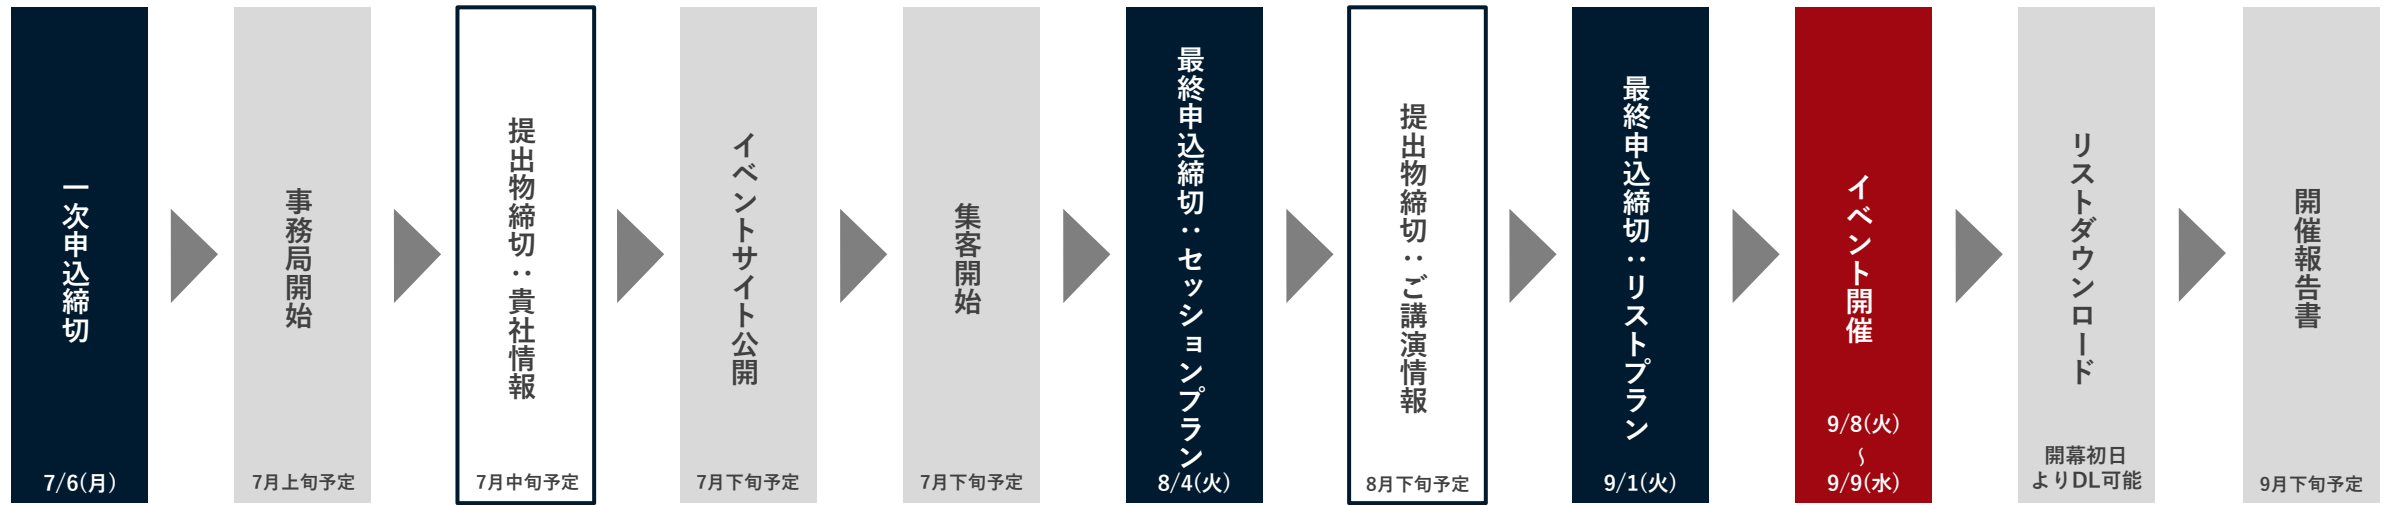 一次申込締切
7/6(月)
事務局開始
7月上旬予定
提出物締切：貴社情報
7月中旬予定
イベントサイト公開
7月下旬予定
集客開始
7月下旬予定
最終申込締切：セッションプラン
8/4(火)
提出物締切：ご講演情報
8月下旬予定
最終申込締切：リストプラン
9/1(火)
イベント開催
9/8(火)
～
9/9(水)
リストダウンロード
開幕初日
よりDL可能
開催報告書
9月下旬予定